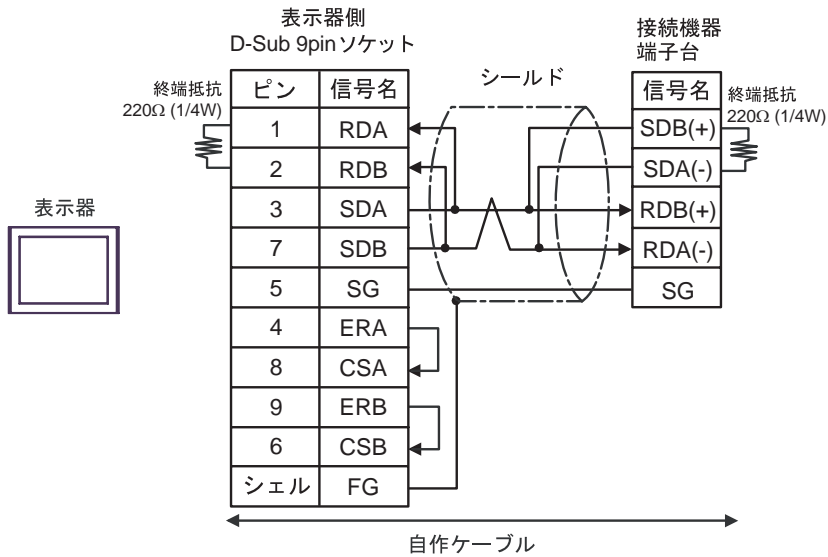 表示器側
D-Sub 9pinソケット
接続機器
端子台
シールド
終端抵抗
220Ω (1/4W)
ピン 信号名
1 RDA
2 RDB
3 SDA
7 SDB
5 SG
4 ERA
8 CSA
9 ERB
6 CSB
シェル FG
信号名
SDB(+)
SDA(-)
RDB(+)
RDA(-)
SG
終端抵抗
220Ω (1/4W)
表示器
自作ケーブル